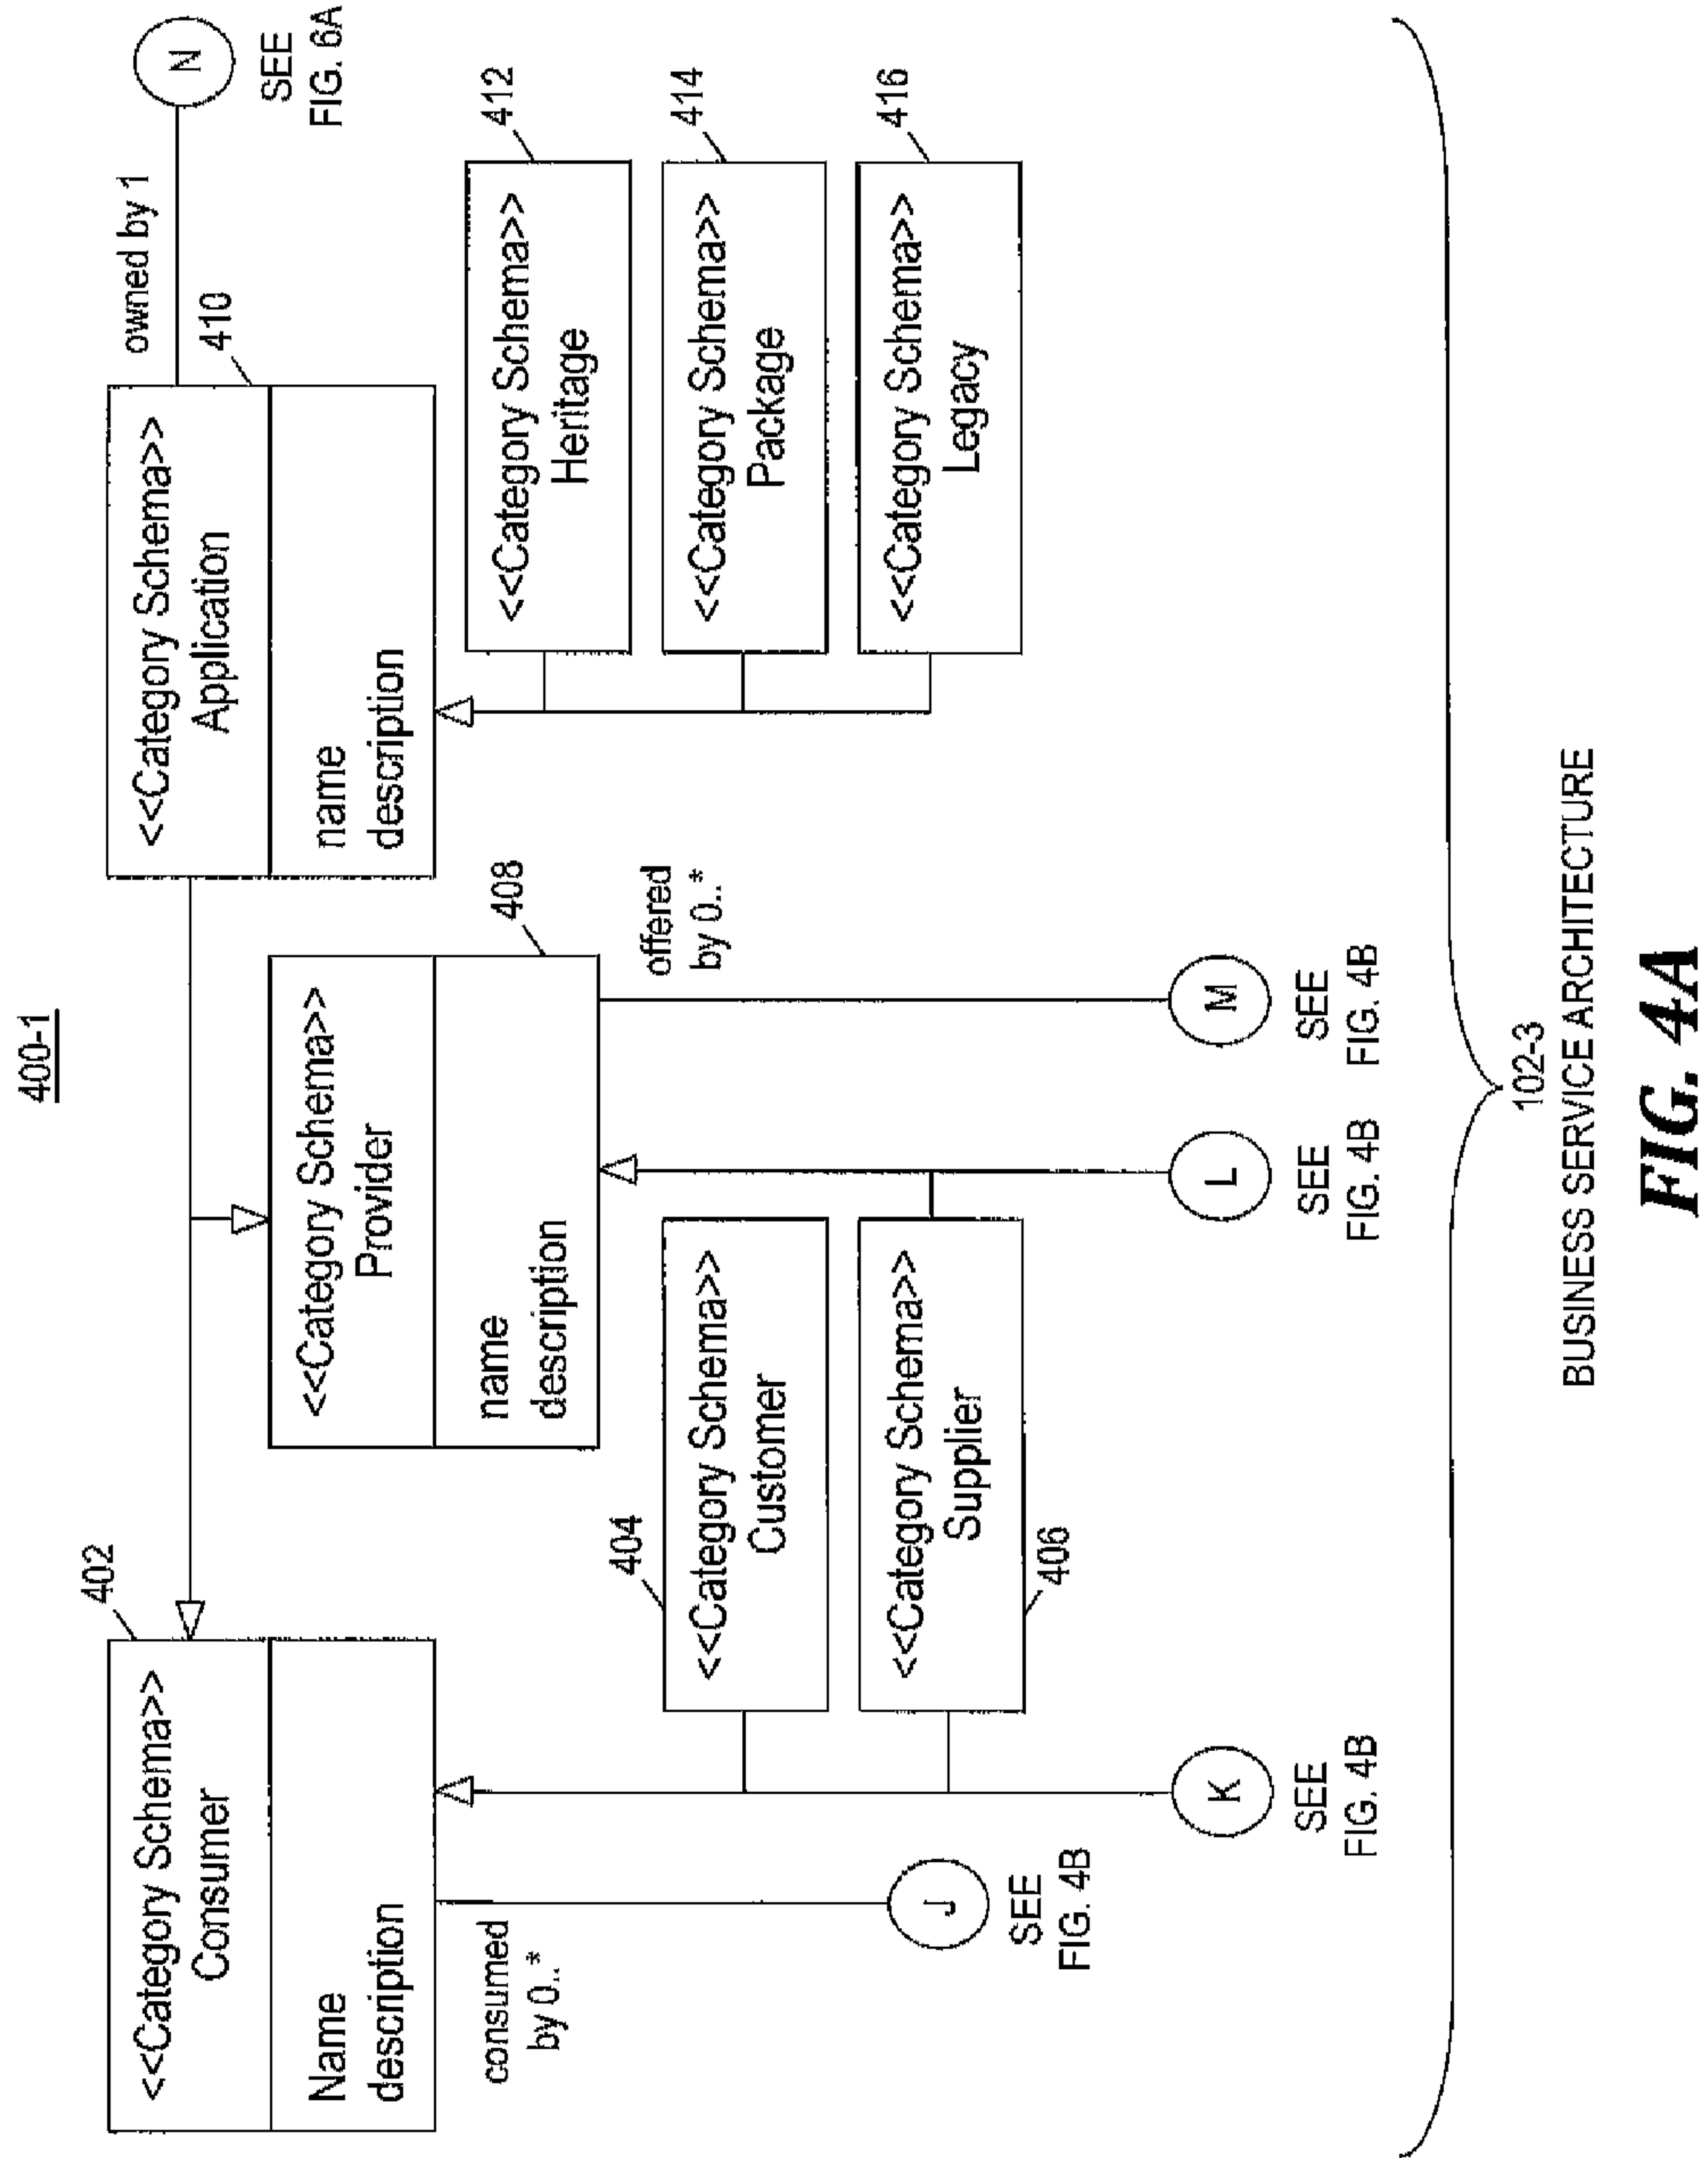 400-1
402
<<Category Schema>>
Consumer
Name
description
consumed
by 0..*
J
SEE
FIG. 4B
K
SEE
FIG. 4B
<<Category Schema>>
Provider
name
description
408
offered
by 0..*
404
<<Category Schema>>
Customer
<<Category Schema>>
Supplier
406
L
SEE
FIG. 4B
M
SEE
FIG. 4B
<<Category Schema>>
Application
name
description
410
owned by 1
N
SEE
FIG. 6A
412
<<Category Schema>>
Heritage
414
<<Category Schema>>
Package
416
<<Category Schema>>
Legacy
102-3
BUSINESS SERVICE ARCHITECTURE
FIG. 4A